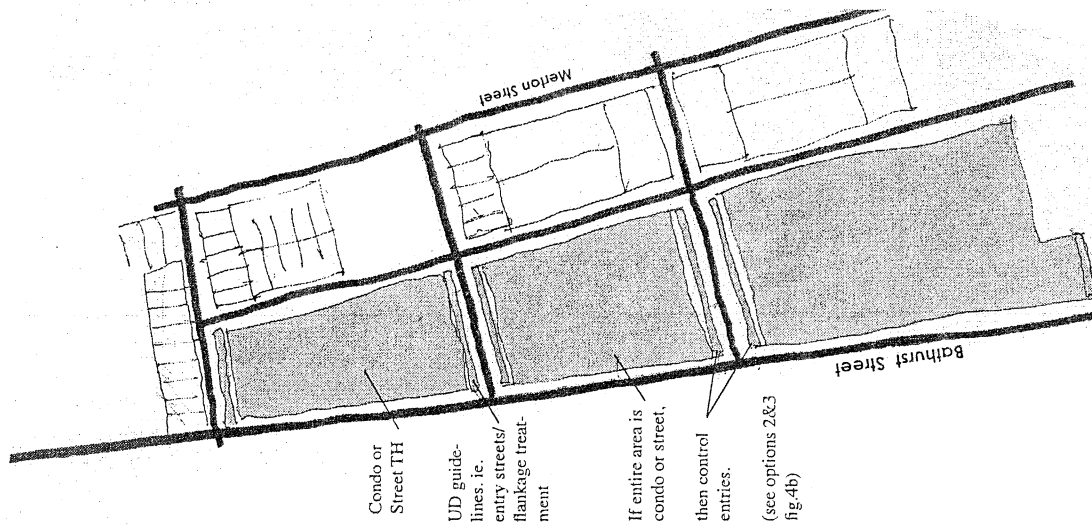 Merton Street
Bathurst Street
Condo or
Street TH
UD guide-
lines. ie.
entry streets/
flankage treat-
ment
If entire area is
condo or street,
then control
entries.
(see options 2&3
fig.4b)